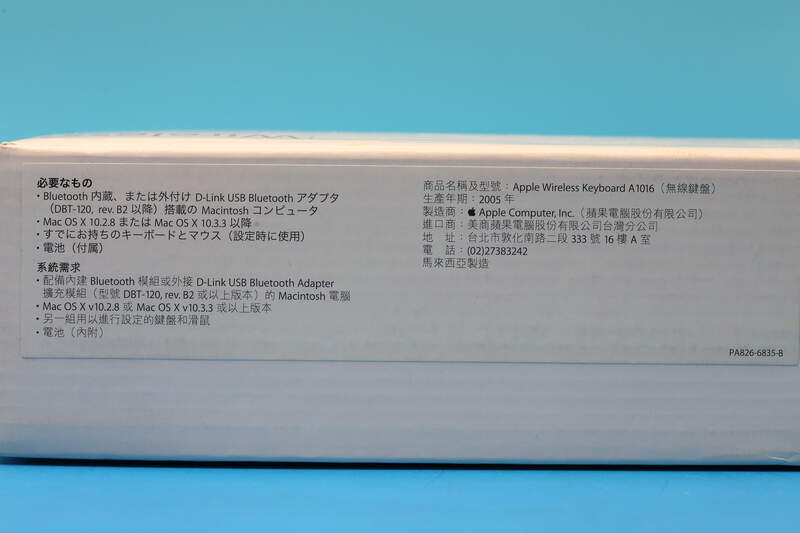 必要なもの
・Bluetooth 内蔵、または外付け D-Link USB Bluetooth アダプタ
（DBT-120, rev. B2 以降）搭載の Macintosh コンピュータ
・Mac OS X 10.2.8 または Mac OS X 10.3.3 以降
・すでにお持ちのキーボードとマウス（設定時に使用）
・電池（付属）
系統需求
・配備內建 Bluetooth 模組或外接 D-Link USB Bluetooth Adapter
擴充模組（型號 DBT-120, rev. B2 或以上版本）的 Macintosh 電腦
・Mac OS X v10.2.8 或 Mac OS X v10.3.3 或以上版本
・另一組用以進行設定的鍵盤和滑鼠
・電池（內附）
商品名稱及型號：Apple Wireless Keyboard A1016（無線鍵盤）
生產年期：2005 年
製造商：Apple Computer, Inc.（蘋果電腦股份有限公司）
進口商：美商蘋果電腦股份有限公司台灣分公司
地　址：台北市敦化南路二段 333 號 16 樓 A 室
電　話：(02)27383242
馬來西亞製造
PA826-6835-B